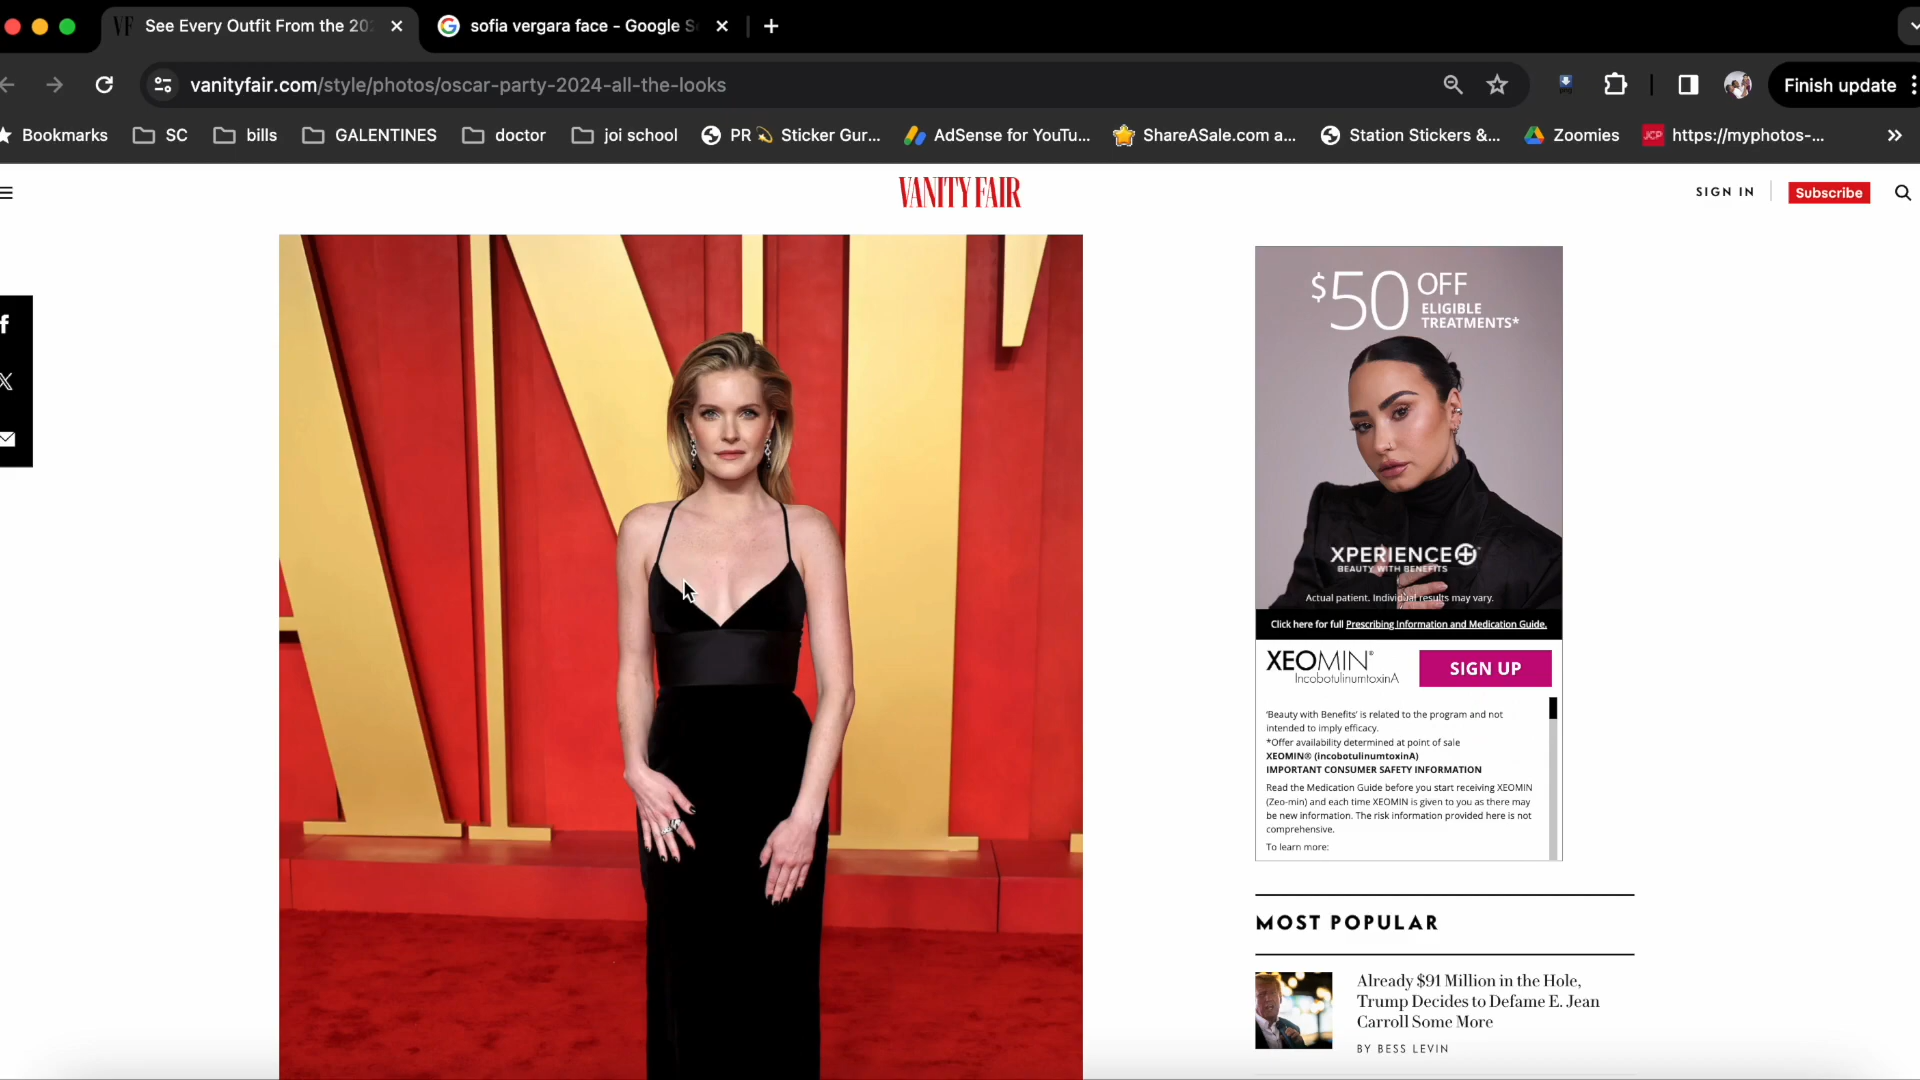 VF See Every Outfit From the 20
sofia vergara face - Google S
vanityfair.com/style/photos/oscar-party-2024-all-the-looks
Finish update
Bookmarks SC bills GALENTINES doctor joi school PR 💫 Sticker Gur... AdSense for YouTu... ShareASale.com a... Station Stickers &... Zoomies JCP https://myphotos-... »
VANITY FAIR
SIGN IN Subscribe
$50 OFF
ELIGIBLE
TREATMENTS*
XPERIENCE+
BEAUTY WITH BENEFITS
Actual patient. Individual results may vary.
Click here for full Prescribing Information and Medication Guide.
XEOMIN®
IncobotulinumtoxinA
SIGN UP
'Beauty with Benefits' is related to the program and not
intended to imply efficacy.
*Offer availability determined at point of sale
XEOMIN® (incobotulinumtoxinA)
IMPORTANT CONSUMER SAFETY INFORMATION
Read the Medication Guide before you start receiving XEOMIN
(Zeo-min) and each time XEOMIN is given to you as there may
be new information. The risk information provided here is not
comprehensive.
To learn more:
MOST POPULAR
Already $91 Million in the Hole,
Trump Decides to Defame E. Jean
Carroll Some More
BY BESS LEVIN